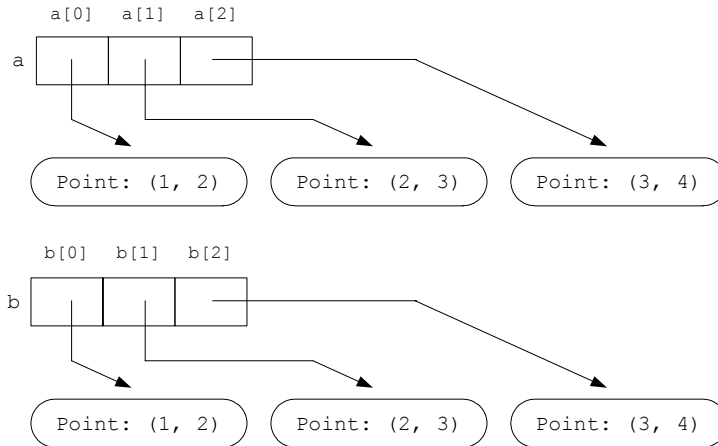 a[0] a[1] a[2]
a
Point: (1, 2) Point: (2, 3) Point: (3, 4)
b[0] b[1] b[2]
b
Point: (1, 2) Point: (2, 3) Point: (3, 4)